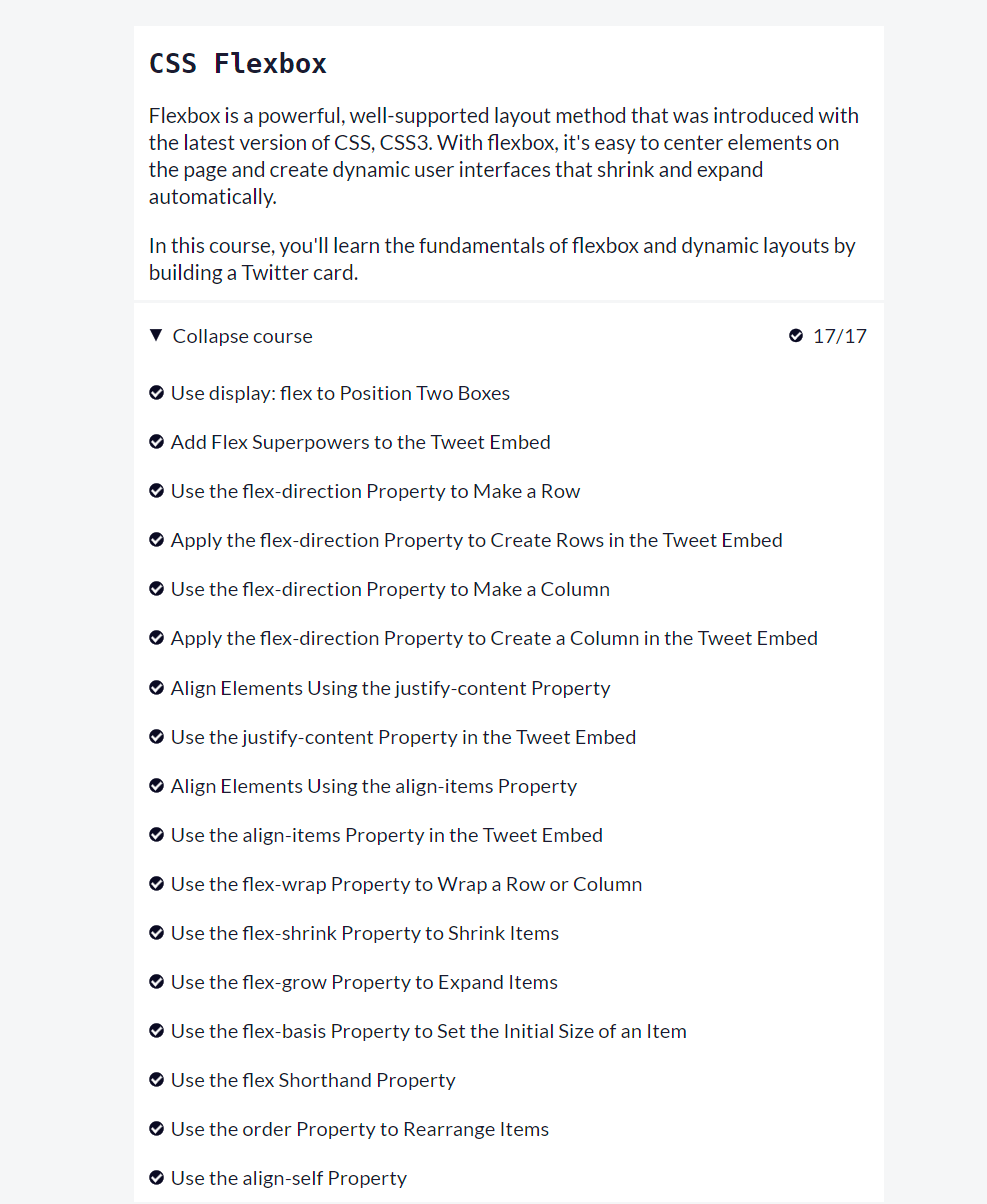 CSS Flexbox
Flexbox is a powerful, well-supported layout method that was introduced with
the latest version of CSS, CSS3. With flexbox, it's easy to center elements on
the page and create dynamic user interfaces that shrink and expand
automatically.
In this course, you'll learn the fundamentals of flexbox and dynamic layouts by
building a Twitter card.
Collapse course 17/17
Use display: flex to Position Two Boxes
Add Flex Superpowers to the Tweet Embed
Use the flex-direction Property to Make a Row
Apply the flex-direction Property to Create Rows in the Tweet Embed
Use the flex-direction Property to Make a Column
Apply the flex-direction Property to Create a Column in the Tweet Embed
Align Elements Using the justify-content Property
Use the justify-content Property in the Tweet Embed
Align Elements Using the align-items Property
Use the align-items Property in the Tweet Embed
Use the flex-wrap Property to Wrap a Row or Column
Use the flex-shrink Property to Shrink Items
Use the flex-grow Property to Expand Items
Use the flex-basis Property to Set the Initial Size of an Item
Use the flex Shorthand Property
Use the order Property to Rearrange Items
Use the align-self Property